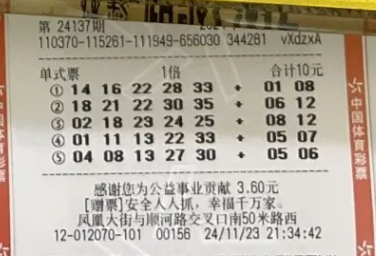 第 24137期
110370-115261-111949-656030 344281 vXdzxA
单式票 1倍 合计10元
① 14 16 22 28 33 + 01 08
② 18 21 22 30 35 + 06 12
③ 02 18 23 24 25 + 08 12
④ 01 11 13 22 33 + 05 07
⑤ 04 08 13 27 30 + 05 06
感谢您为公益事业贡献 3.60元
[赠票]安全人人抓，幸福千万家。
凤凰大街与顺河路交叉口南50米路西
12-012070-101 00156 24/11/23 21:34:42
中国体育彩票
中国体育彩票